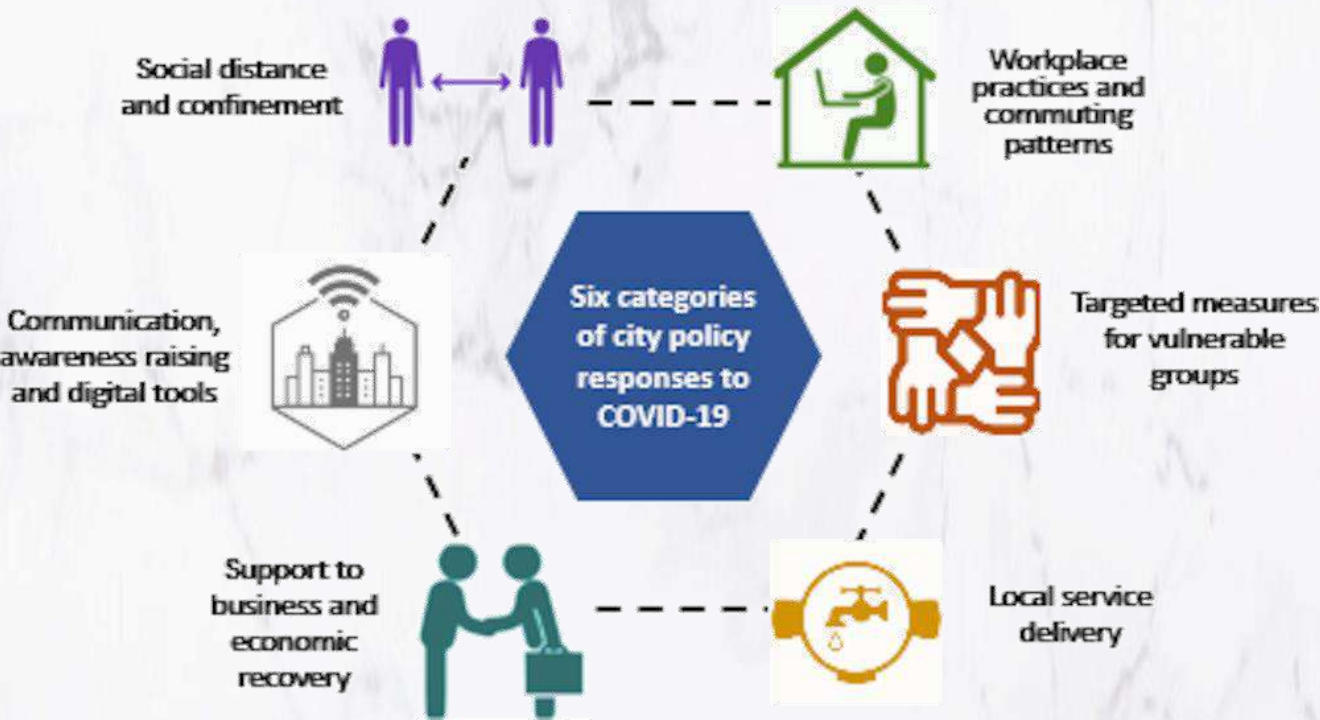 Social distance
and confinement
Workplace
practices and
commuting
patterns
Communication,
awareness raising
and digital tools
Six categories
of city policy
responses to
COVID-19
Targeted measures
for vulnerable
groups
Support to
business and
economic
recovery
Local service
delivery